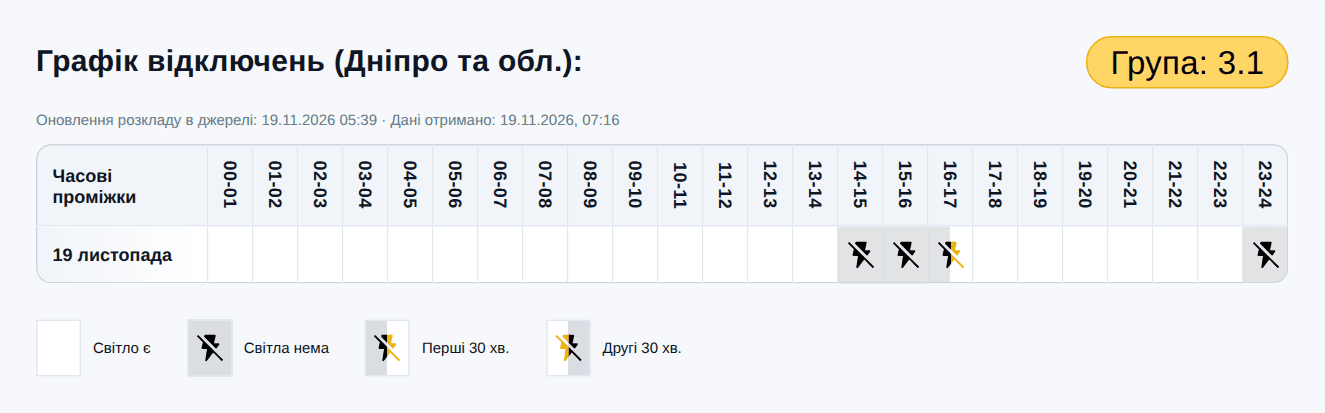 Графік відключень (Дніпро та обл.):
Група: 3.1
Оновлення розкладу в джерелі: 19.11.2026 05:39 · Дані отримано: 19.11.2026, 07:16
Часові
проміжки
00-01
01-02
02-03
03-04
04-05
05-06
06-07
07-08
08-09
09-10
10-11
11-12
12-13
13-14
14-15
15-16
16-17
17-18
18-19
19-20
20-21
21-22
22-23
23-24
19 листопада
Світло є
Світла нема
Перші 30 хв.
Другі 30 хв.